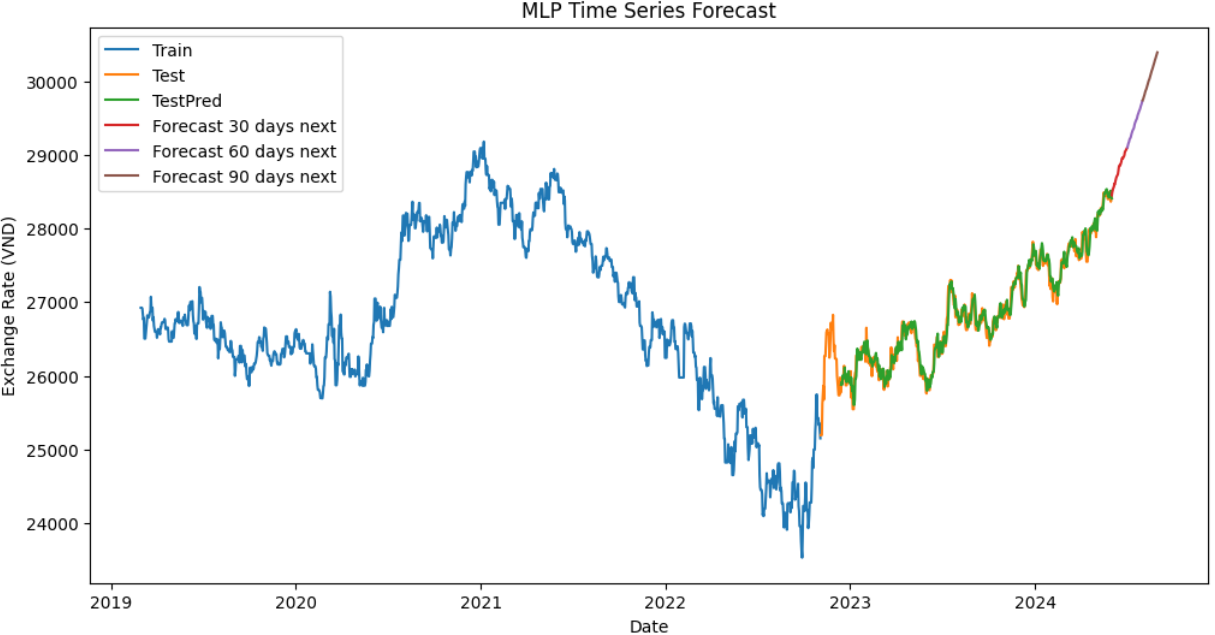 MLP Time Series Forecast
Train
Test
TestPred
Forecast 30 days next
Forecast 60 days next
Forecast 90 days next
Exchange Rate (VND)
30000
29000
28000
27000
26000
25000
24000
2019 2020 2021 2022 2023 2024
Date